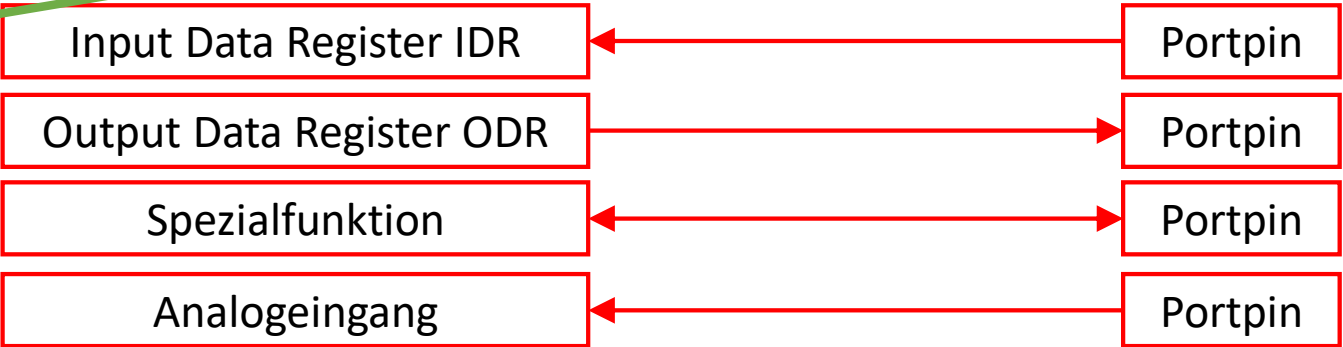 Input Data Register IDR Portpin
Output Data Register ODR Portpin
Spezialfunktion Portpin
Analogeingang Portpin